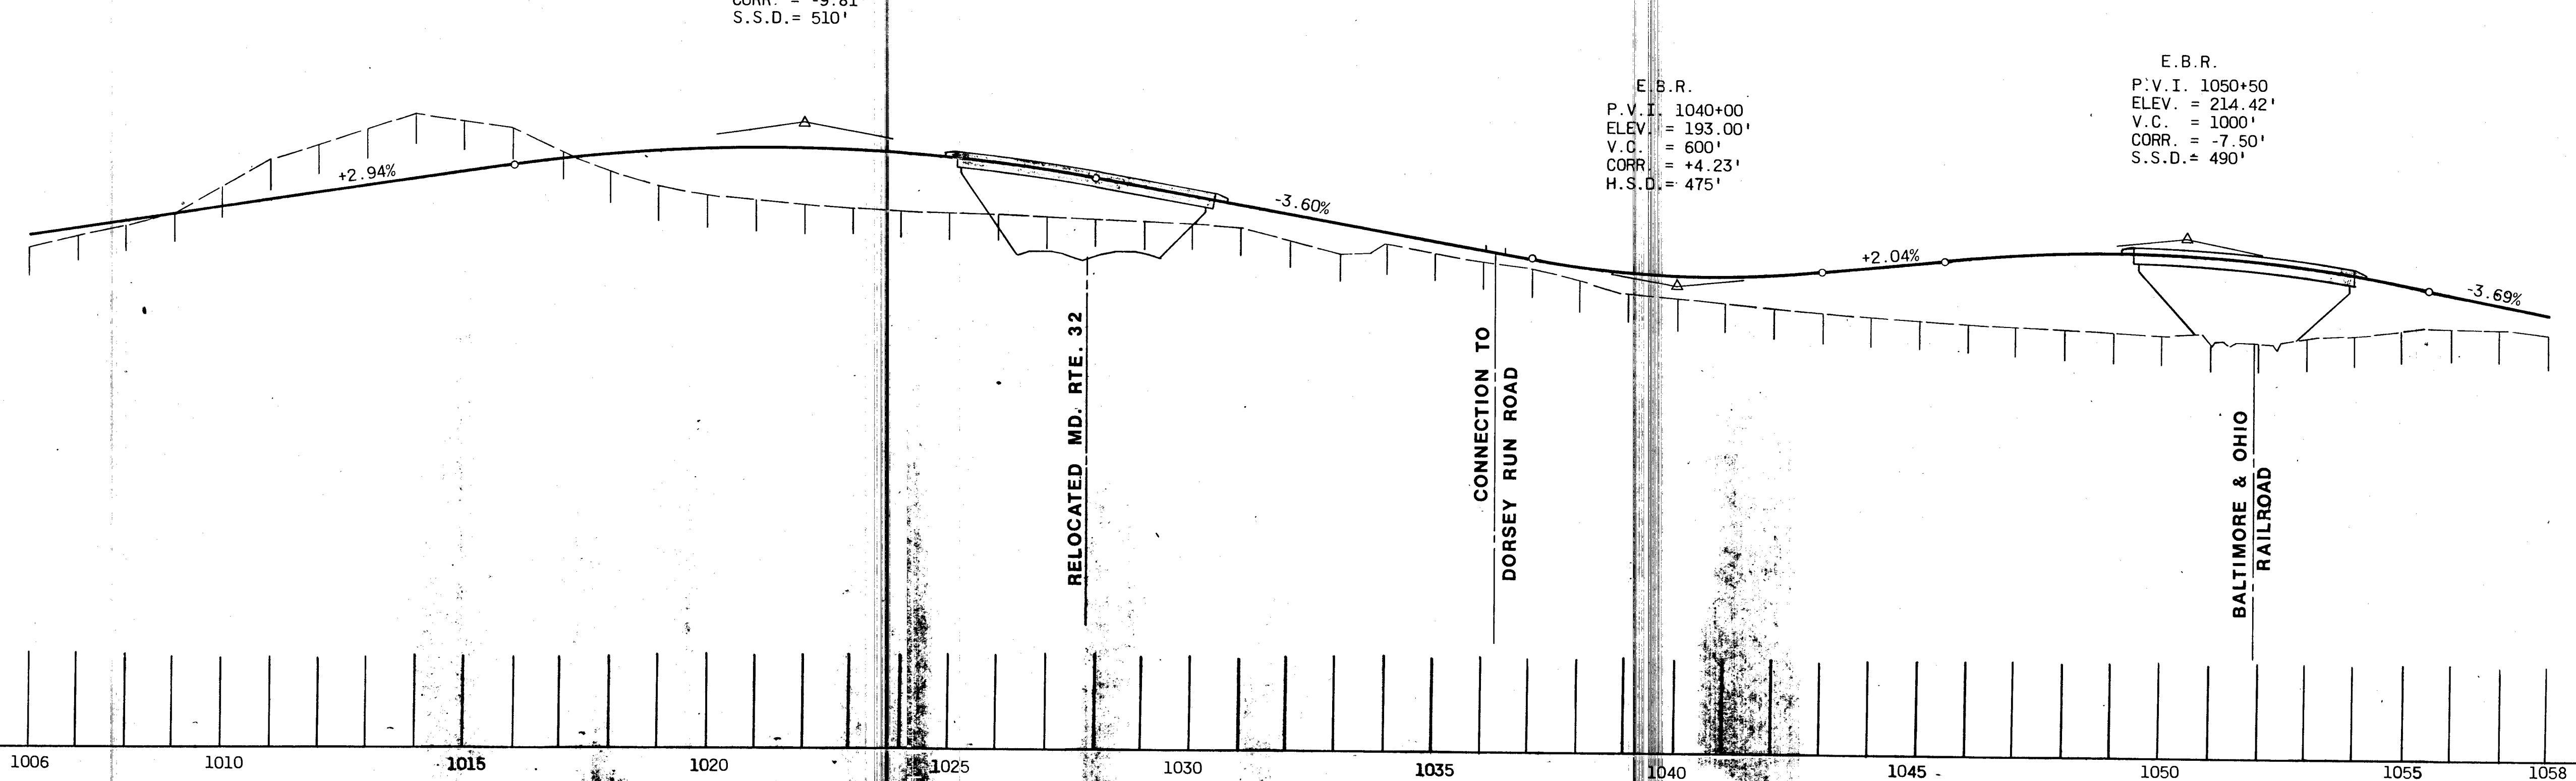 CORR. = -9.81
S.S.D.= 510'
E.B.R.
P.V.I. 1040+00
ELEV. = 193.00'
V.C. = 600'
CORR. = +4.23'
H.S.D.= 475'
E.B.R.
P.V.I. 1050+50
ELEV. = 214.42'
V.C. = 1000'
CORR. = -7.50'
S.S.D.= 490'
+2.94%
-3.60%
+2.04%
-3.69%
RELOCATED MD. RTE. 32
CONNECTION TO
DORSEY RUN ROAD
BALTIMORE & OHIO
RAILROAD
1006 1010 1015 1020 1025 1030 1035 1040 1045 1050 1055 1058